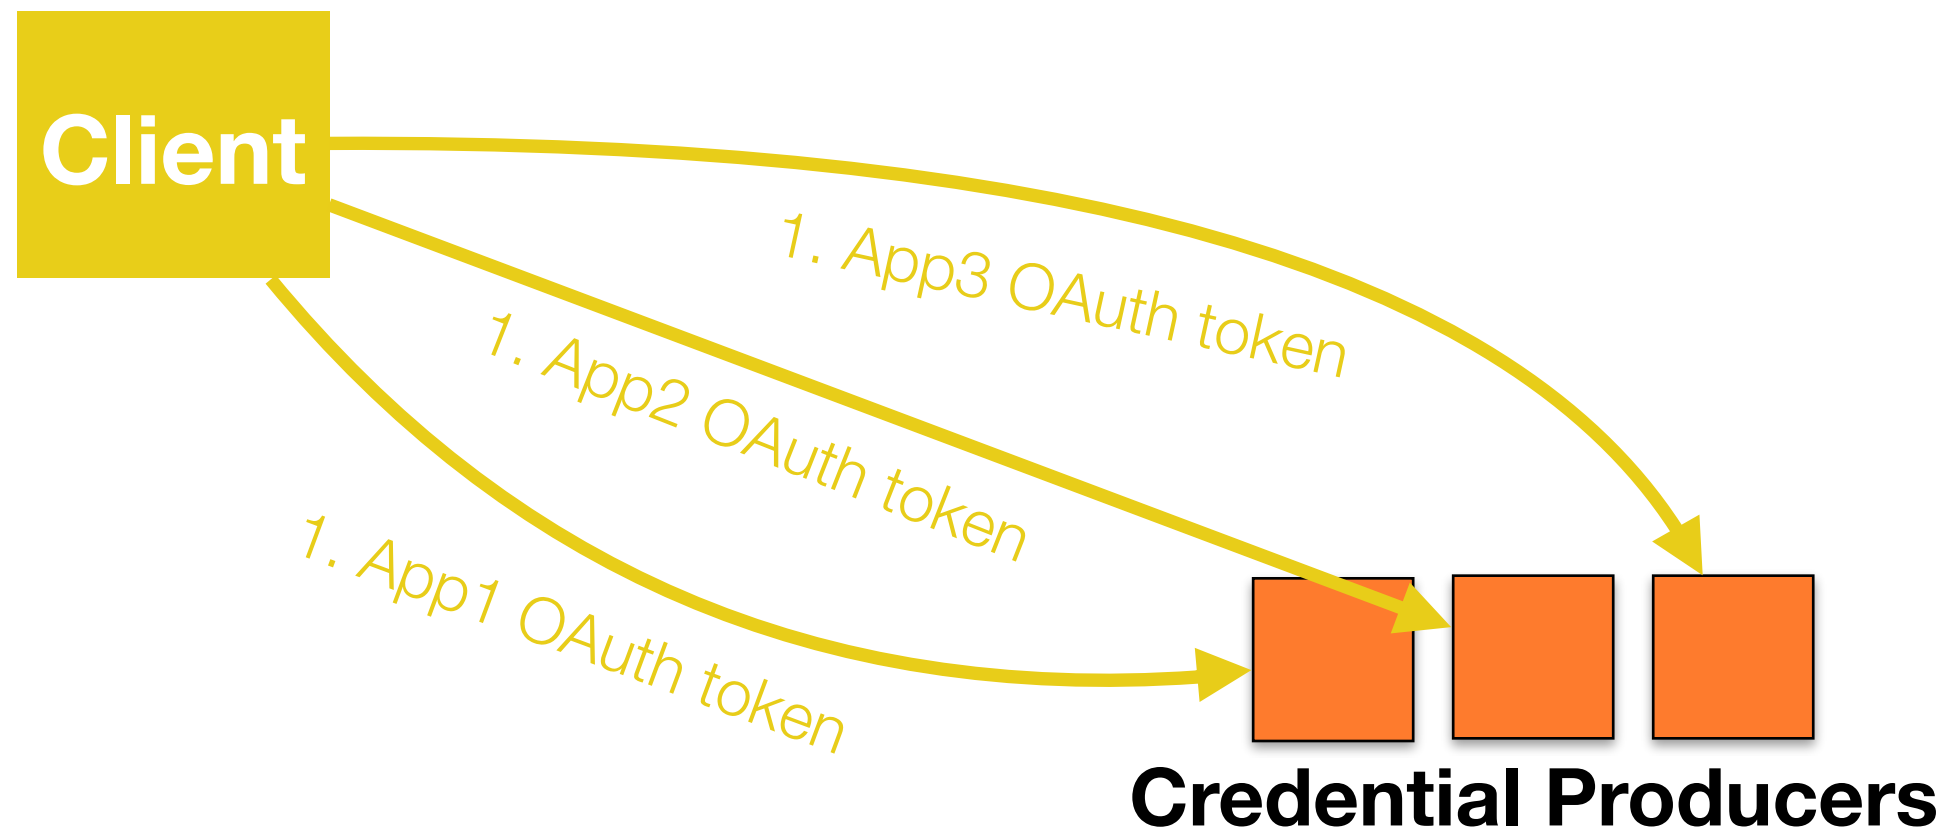 Client
1. App3 OAuth token
1. App2 OAuth token
1. App1 OAuth token
Credential Producers